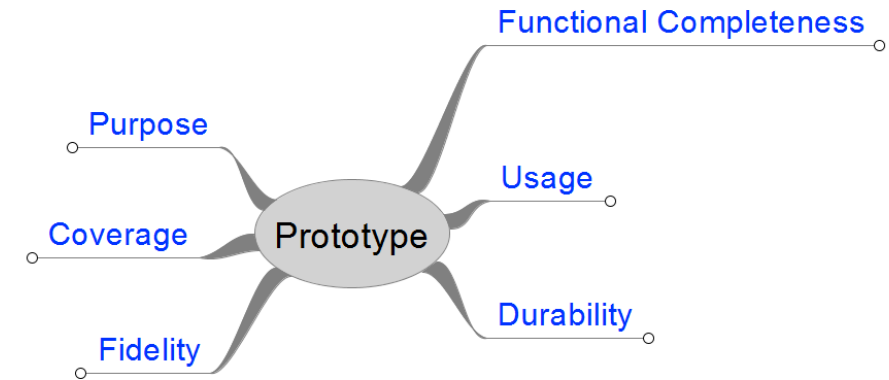 Functional Completeness
Purpose
Usage
Coverage
Prototype
Durability
Fidelity